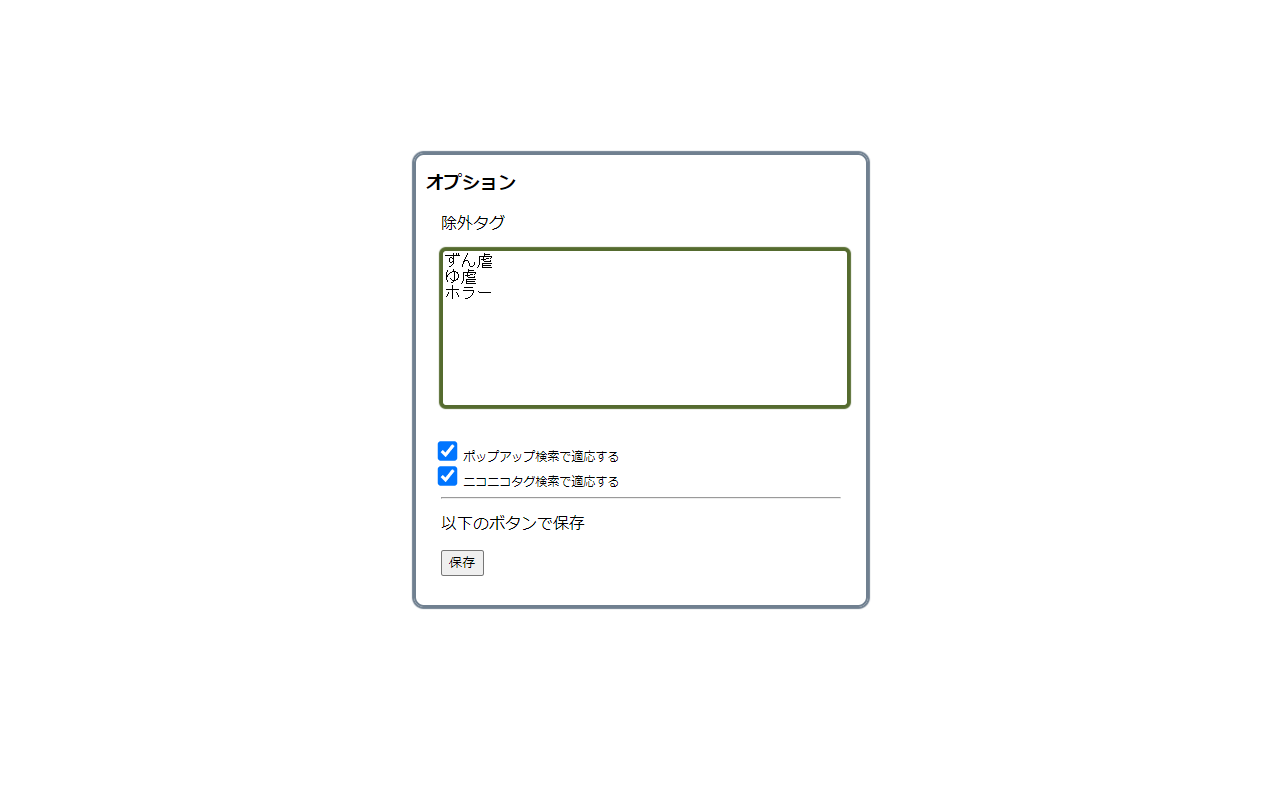 オプション
除外タグ
ずん虐
ゆ虐
ホラー
ポップアップ検索で適応する
ニコニコタグ検索で適応する
以下のボタンで保存
保存